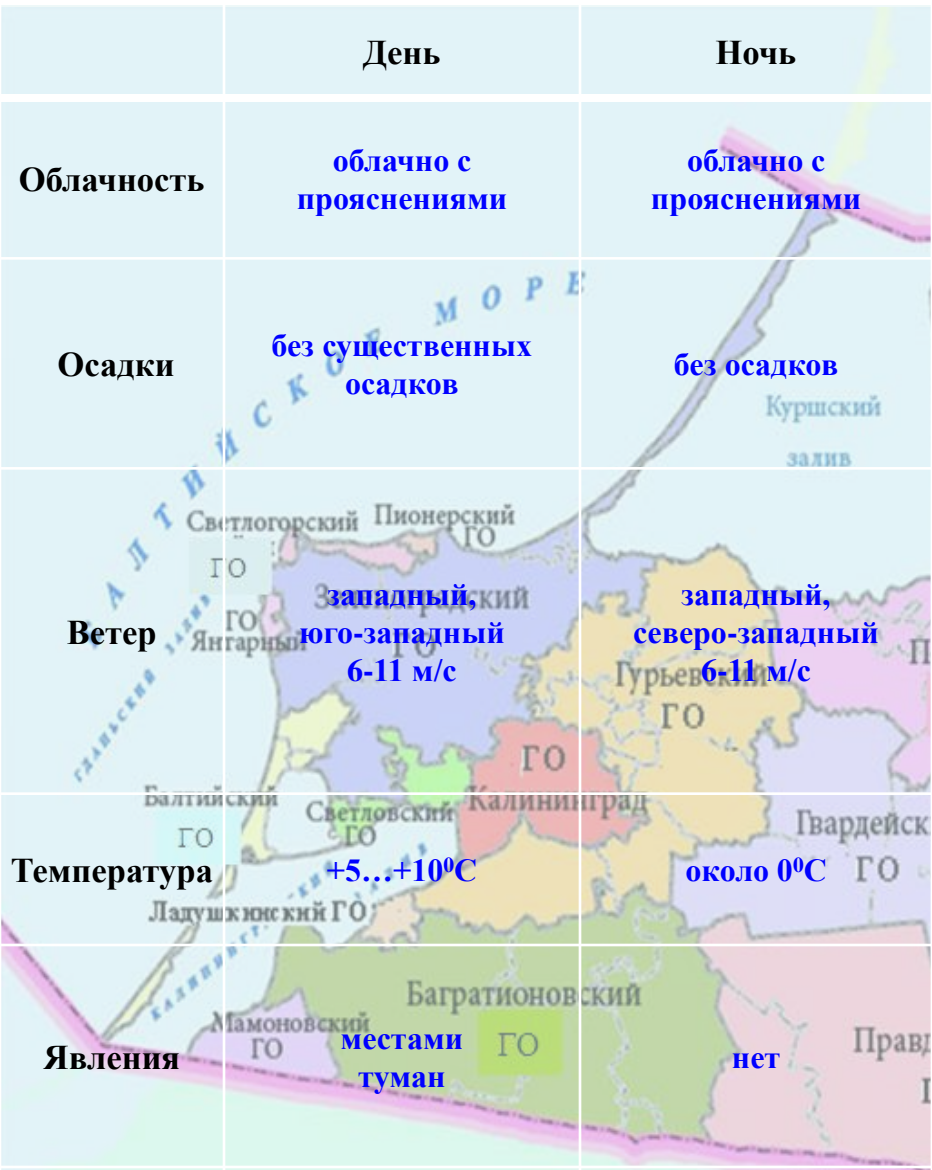 День Ночь
Облачность
облачно с
прояснениями
облачно с
прояснениями
Осадки
без существенных
осадков
без осадков
Ветер
западный,
юго-западный
6-11 м/с
западный,
северо-западный
6-11 м/с
Температура
+5…+10⁰С
около 0⁰С
Явления
местами
туман
нет
МОРЕ
Куршский
залив
Светлогорский
ГО
Пионерский
ГО
ГО
Янтарный
ГО
Гурьевский
ГО
ГО
Калининград
Балтийский
ГО
Светловский
ГО
ГО
Ладушкинский ГО
Багратионовский
ГО
Мамоновский
ГО